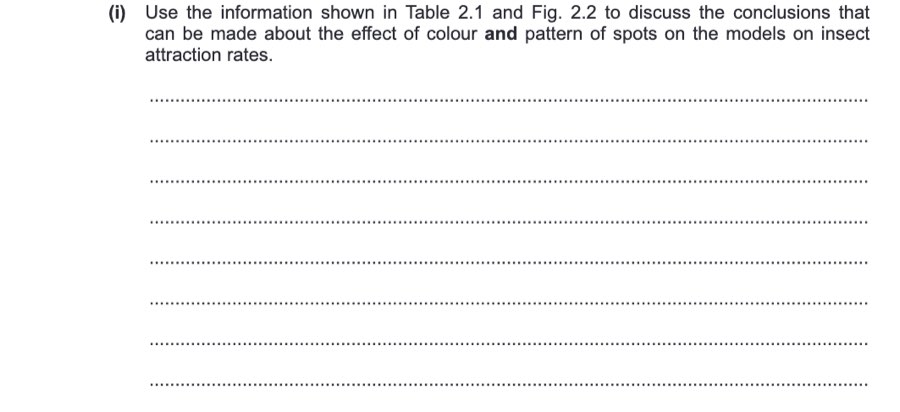 (i) Use the information shown in Table 2.1 and Fig. 2.2 to discuss the conclusions that
can be made about the effect of colour and pattern of spots on the models on insect
attraction rates.